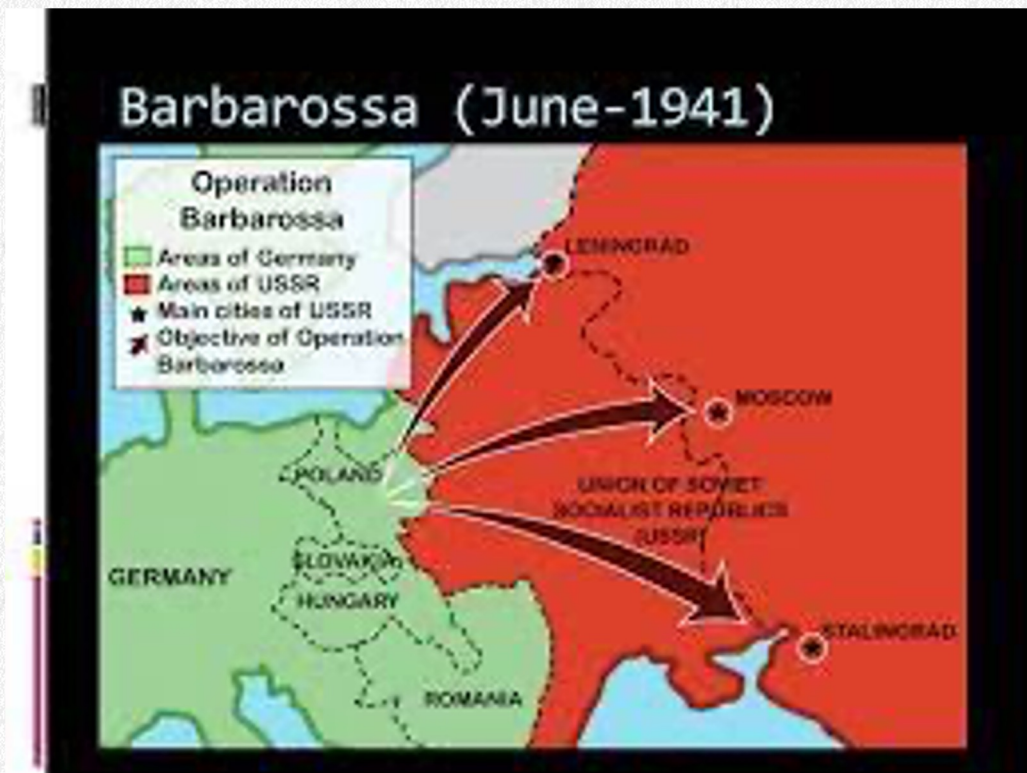 Barbarossa (June-1941)
Operation
Barbarossa
Areas of Germany
Areas of USSR
Main cities of USSR
Objective of Operation
Barbarossa
LENINGRAD
MOSCOW
POLAND
UNION OF SOVIET
SOCIALIST REPUBLICS
(USSR)
SLOVAKIA
GERMANY
HUNGARY
STALINGRAD
ROMANIA